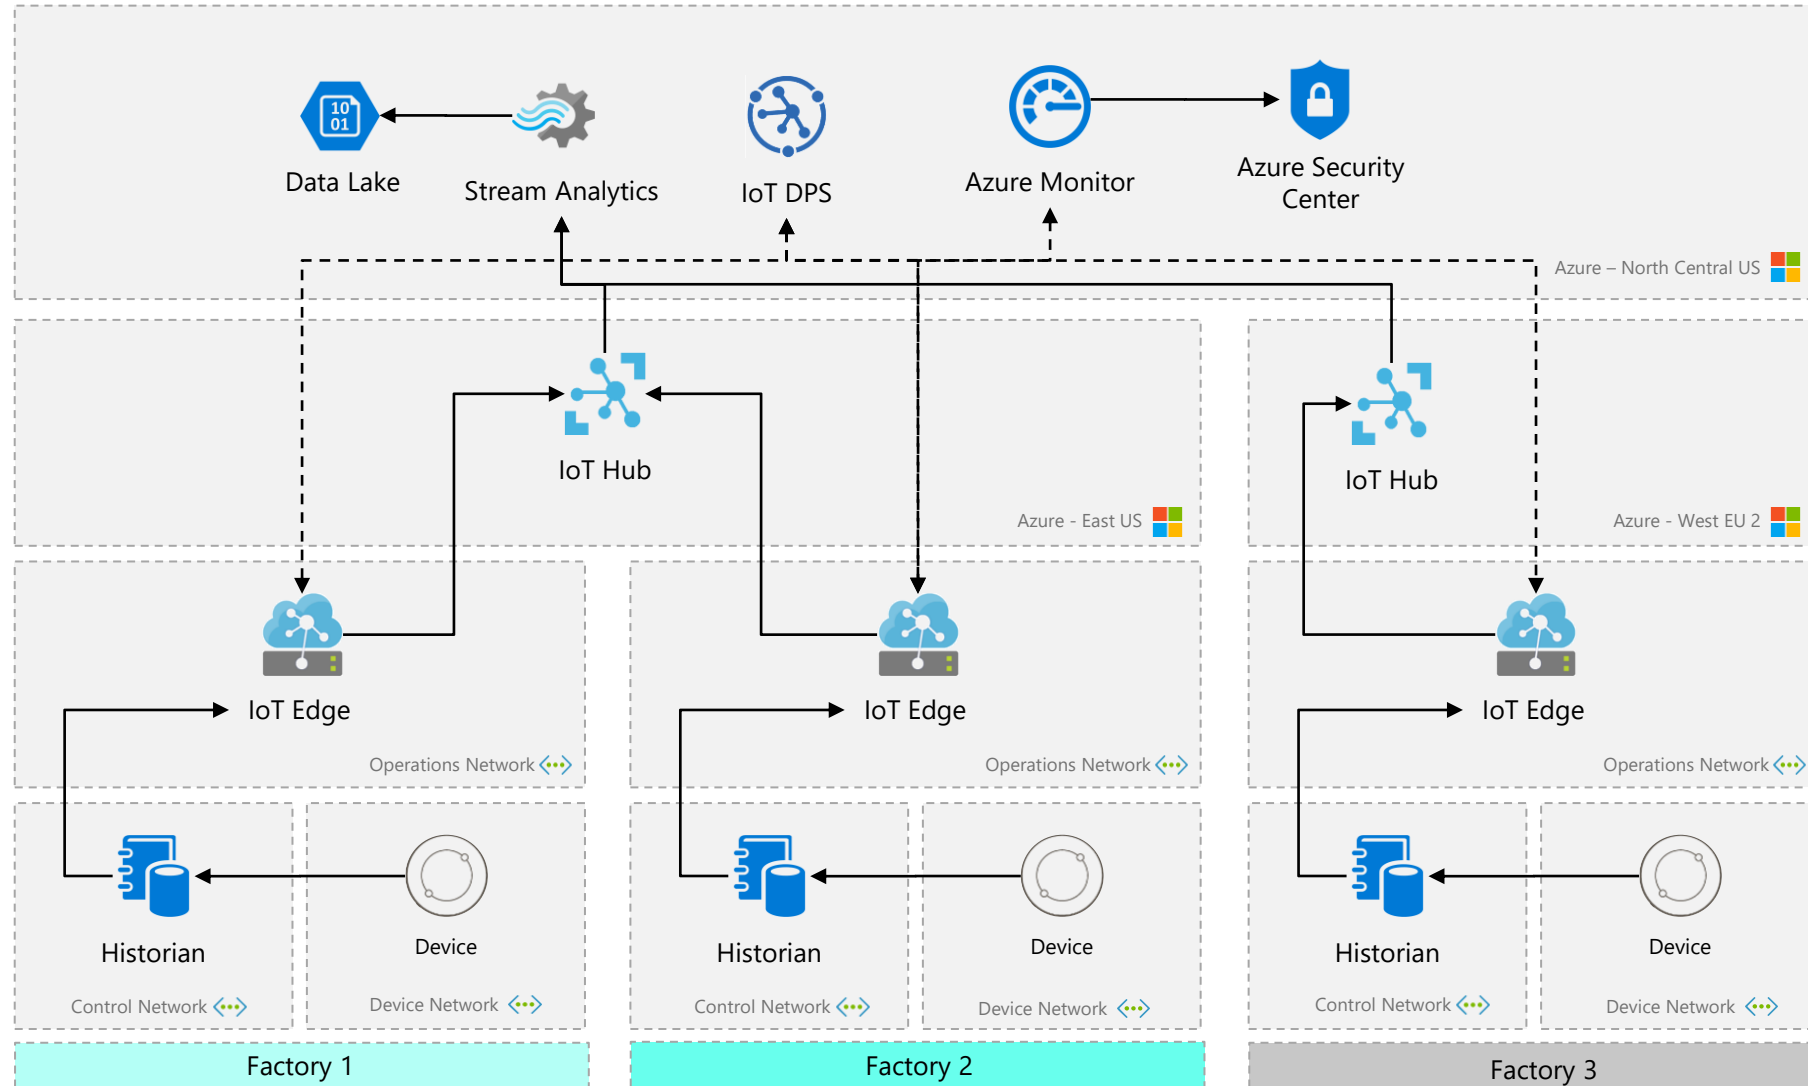 10
01
Data Lake
Stream Analytics
IoT DPS
Azure Monitor
Azure Security
Center
Azure – North Central US
IoT Hub
Azure - East US
IoT Hub
Azure - West EU 2
IoT Edge
Operations Network
IoT Edge
Operations Network
IoT Edge
Operations Network
Historian
Control Network
Device
Device Network
Historian
Control Network
Device
Device Network
Historian
Control Network
Device
Device Network
Factory 1
Factory 2
Factory 3